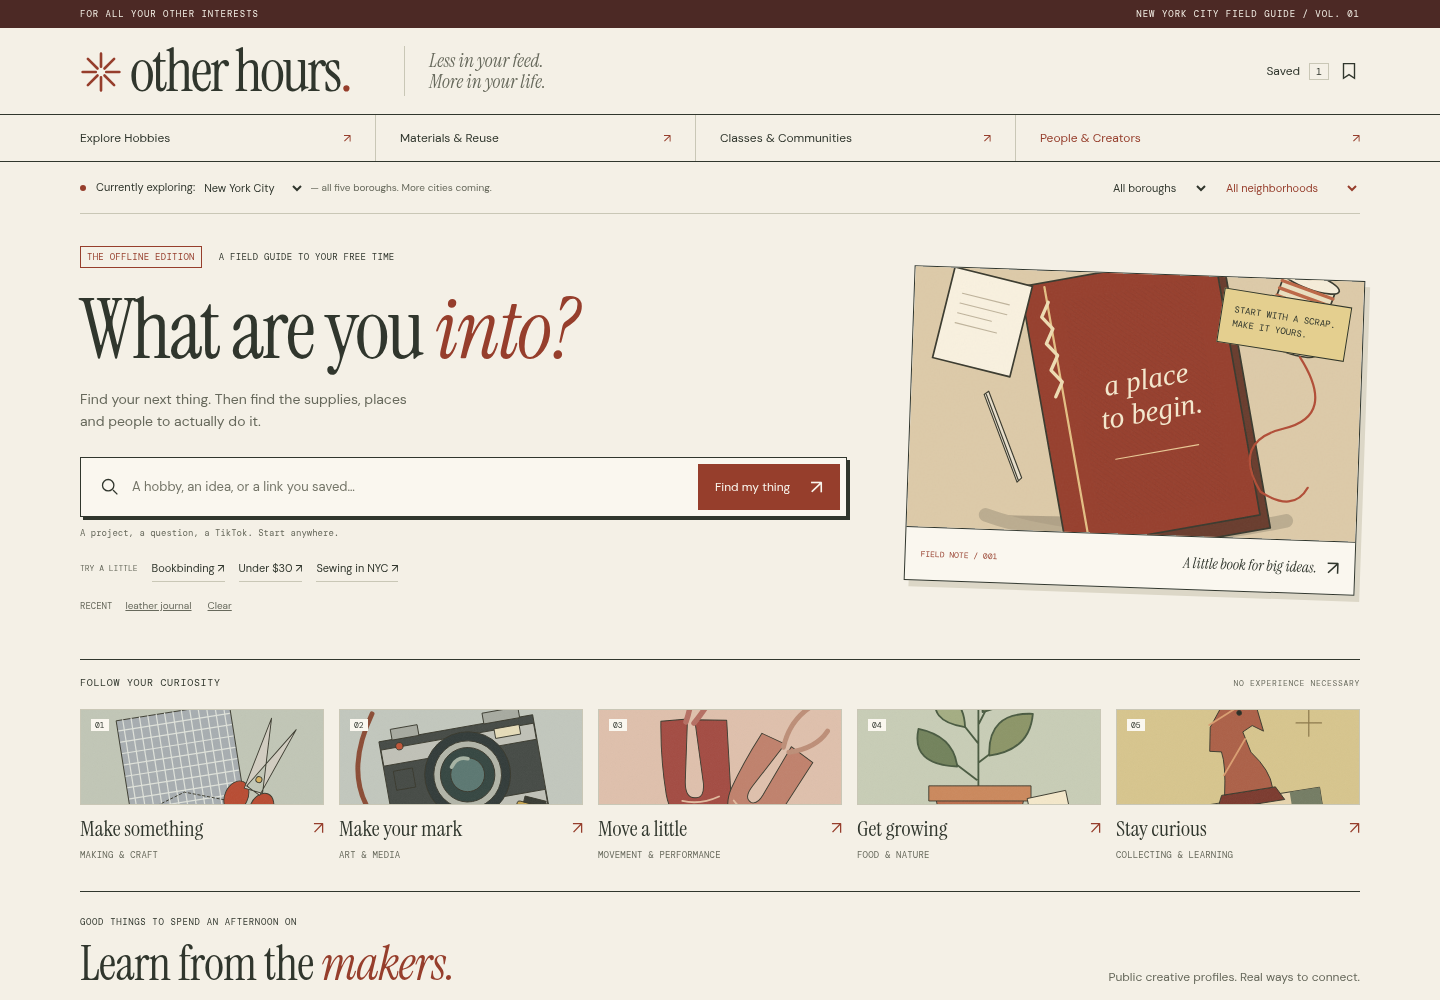 FOR ALL YOUR OTHER INTERESTS
NEW YORK CITY FIELD GUIDE / VOL. 01
other hours.
Less in your feed.
More in your life.
Saved 1
Explore Hobbies
Materials & Reuse
Classes & Communities
People & Creators
Currently exploring: New York City — all five boroughs. More cities coming.
All boroughs
All neighborhoods
THE OFFLINE EDITION
A FIELD GUIDE TO YOUR FREE TIME
What are you into?
Find your next thing. Then find the supplies, places
and people to actually do it.
A hobby, an idea, or a link you saved...
Find my thing
A project, a question, a TikTok. Start anywhere.
TRY A LITTLE Bookbinding Under $30 Sewing in NYC
RECENT leather journal Clear
START WITH A SCRAP.
MAKE IT YOURS.
a place
to begin.
FIELD NOTE / 001
A little book for big ideas.
FOLLOW YOUR CURIOSITY
NO EXPERIENCE NECESSARY
01
Make something
MAKING & CRAFT
02
Make your mark
ART & MEDIA
03
Move a little
MOVEMENT & PERFORMANCE
04
Get growing
FOOD & NATURE
05
Stay curious
COLLECTING & LEARNING
GOOD THINGS TO SPEND AN AFTERNOON ON
Learn from the makers.
Public creative profiles. Real ways to connect.